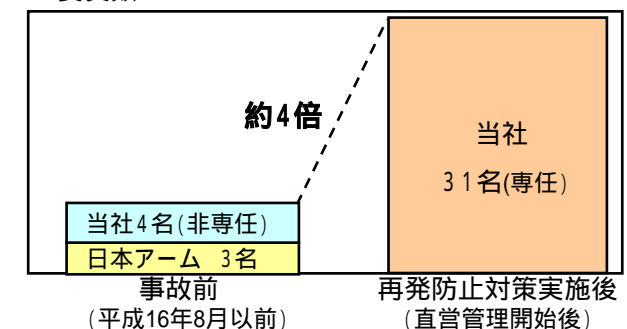 約4倍
当社
31名(専任)
当社4名(非専任)
日本アーム 3名
事故前
(平成16年8月以前)
再発防止対策実施後
(直営管理開始後)